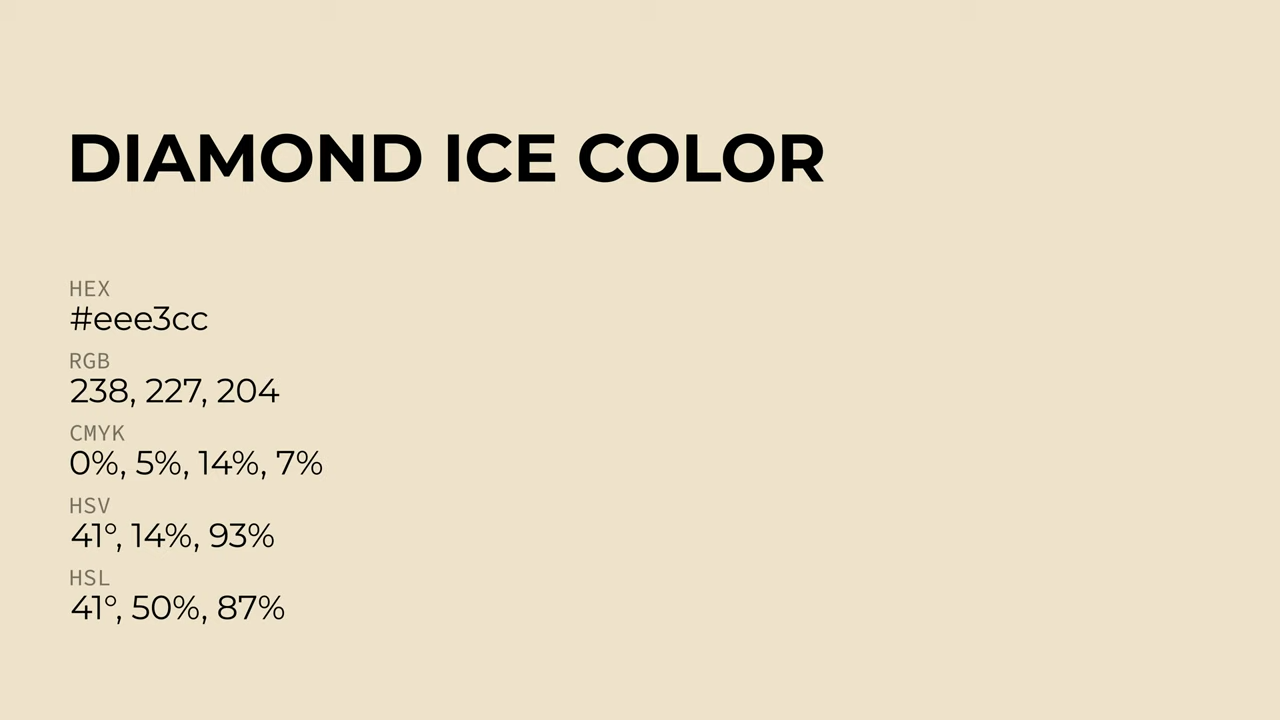 DIAMOND ICE COLOR
HEX
#eee3cc
RGB
238, 227, 204
CMYK
0%, 5%, 14%, 7%
HSV
41°, 14%, 93%
HSL
41°, 50%, 87%